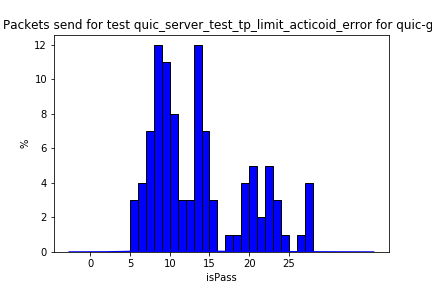 Packets send for test quic_server_test_tp_limit_acticoid_error for quic-g
12
10
8
6
4
2
0
%
0 5 10 15 20 25
isPass